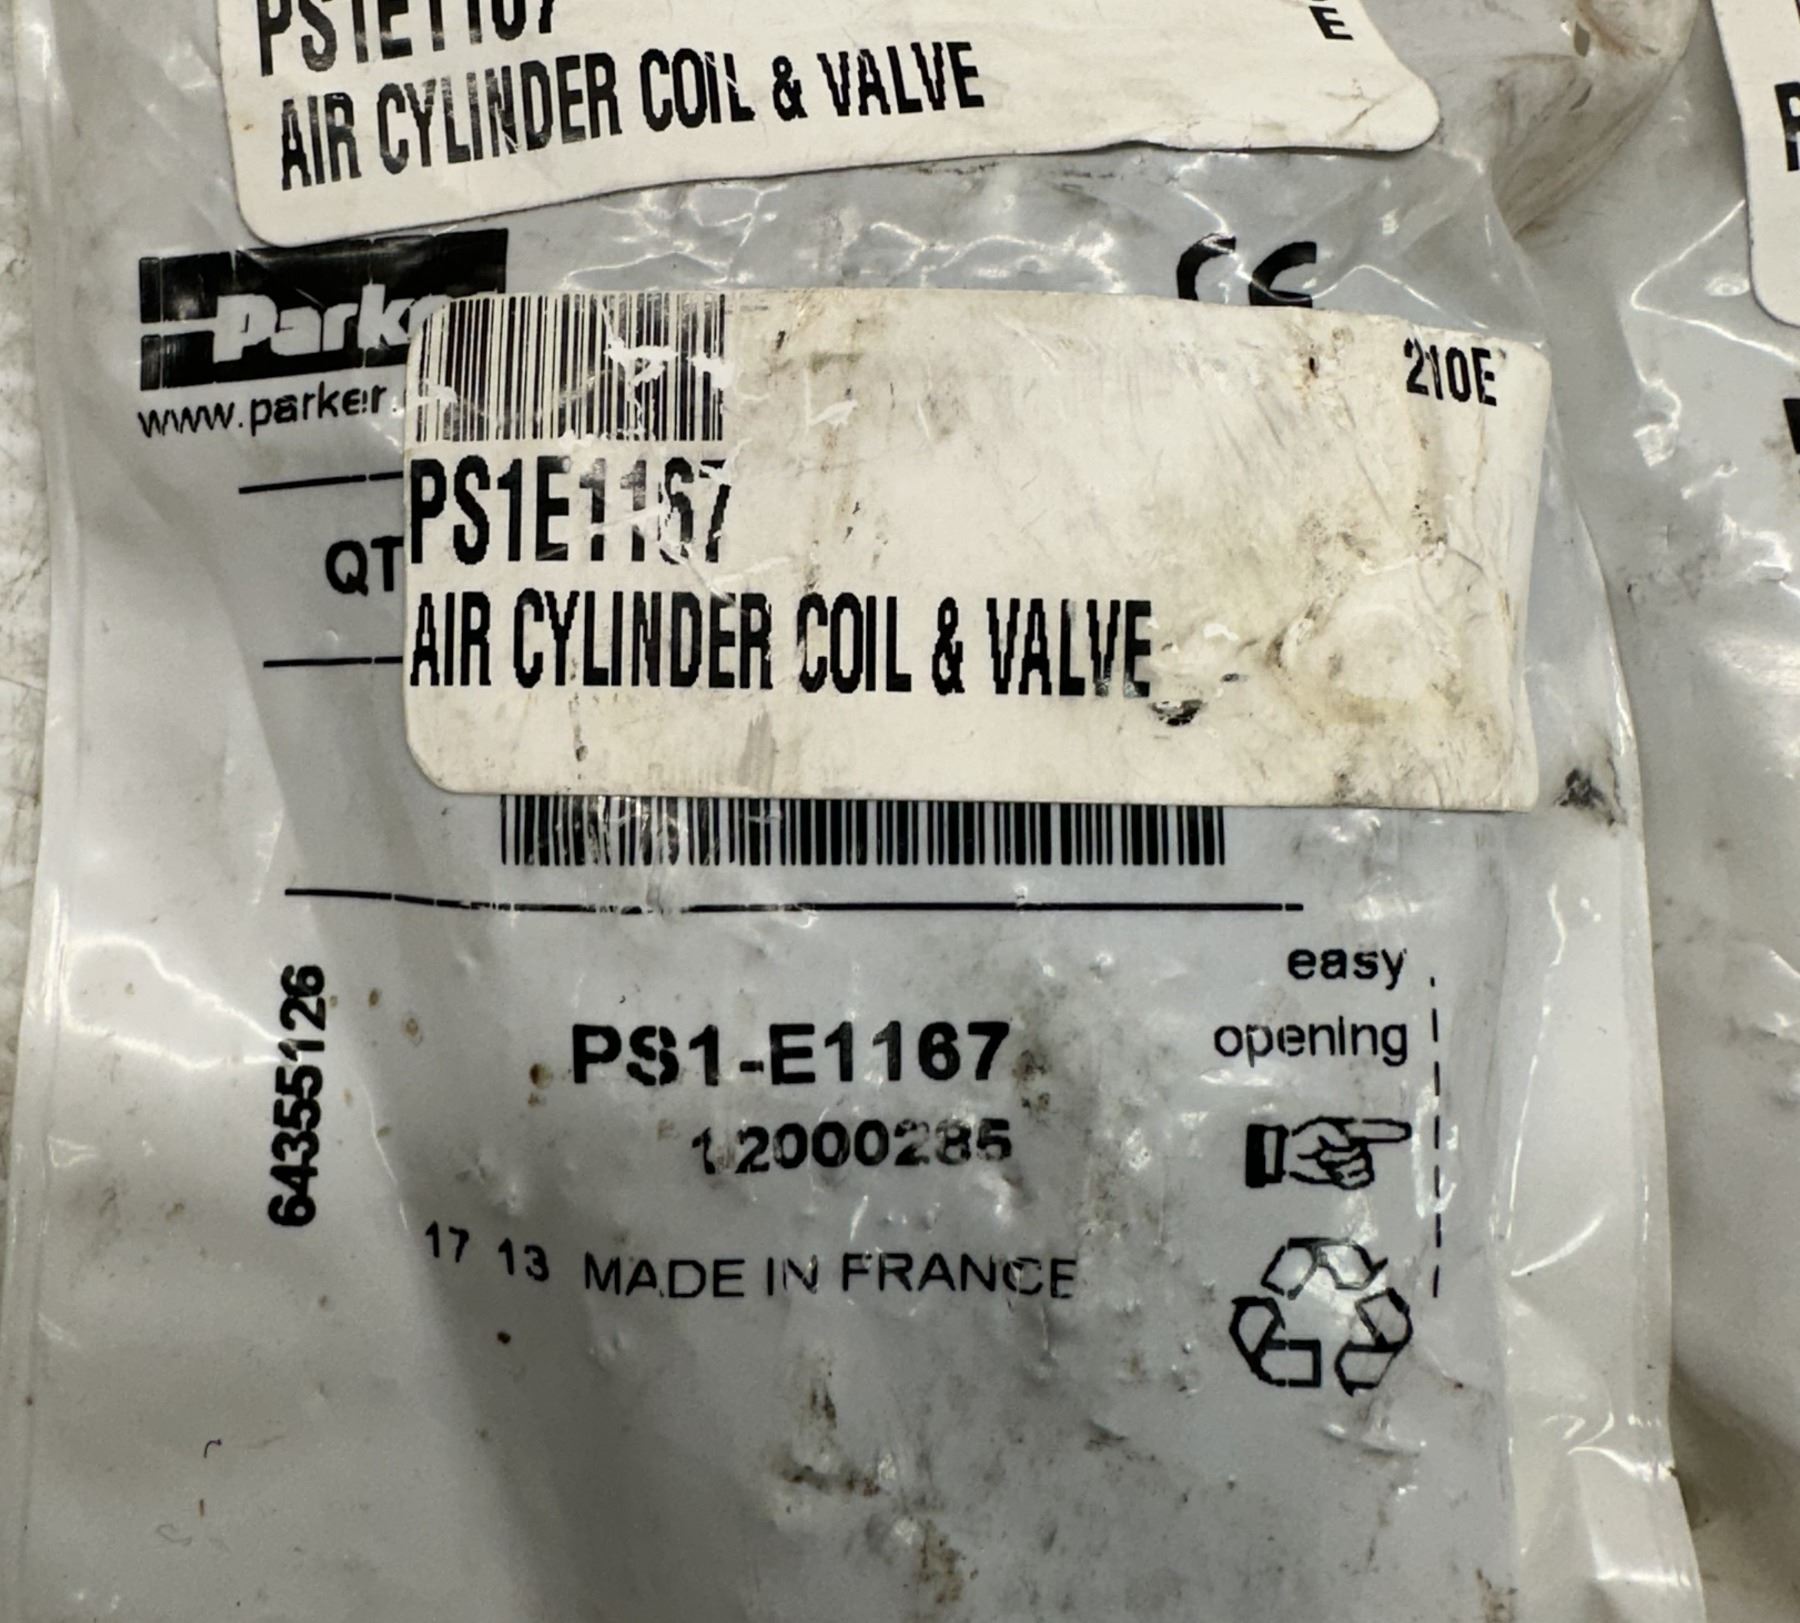 PS1E1167
E
AIR CYLINDER COIL & VALVE
Parker
www.parker.
210E
PS1E1167
QT
AIR CYLINDER COIL & VALVE
easy
opening
64355126
PS1-E1167
12000285
17 13 MADE IN FRANCE